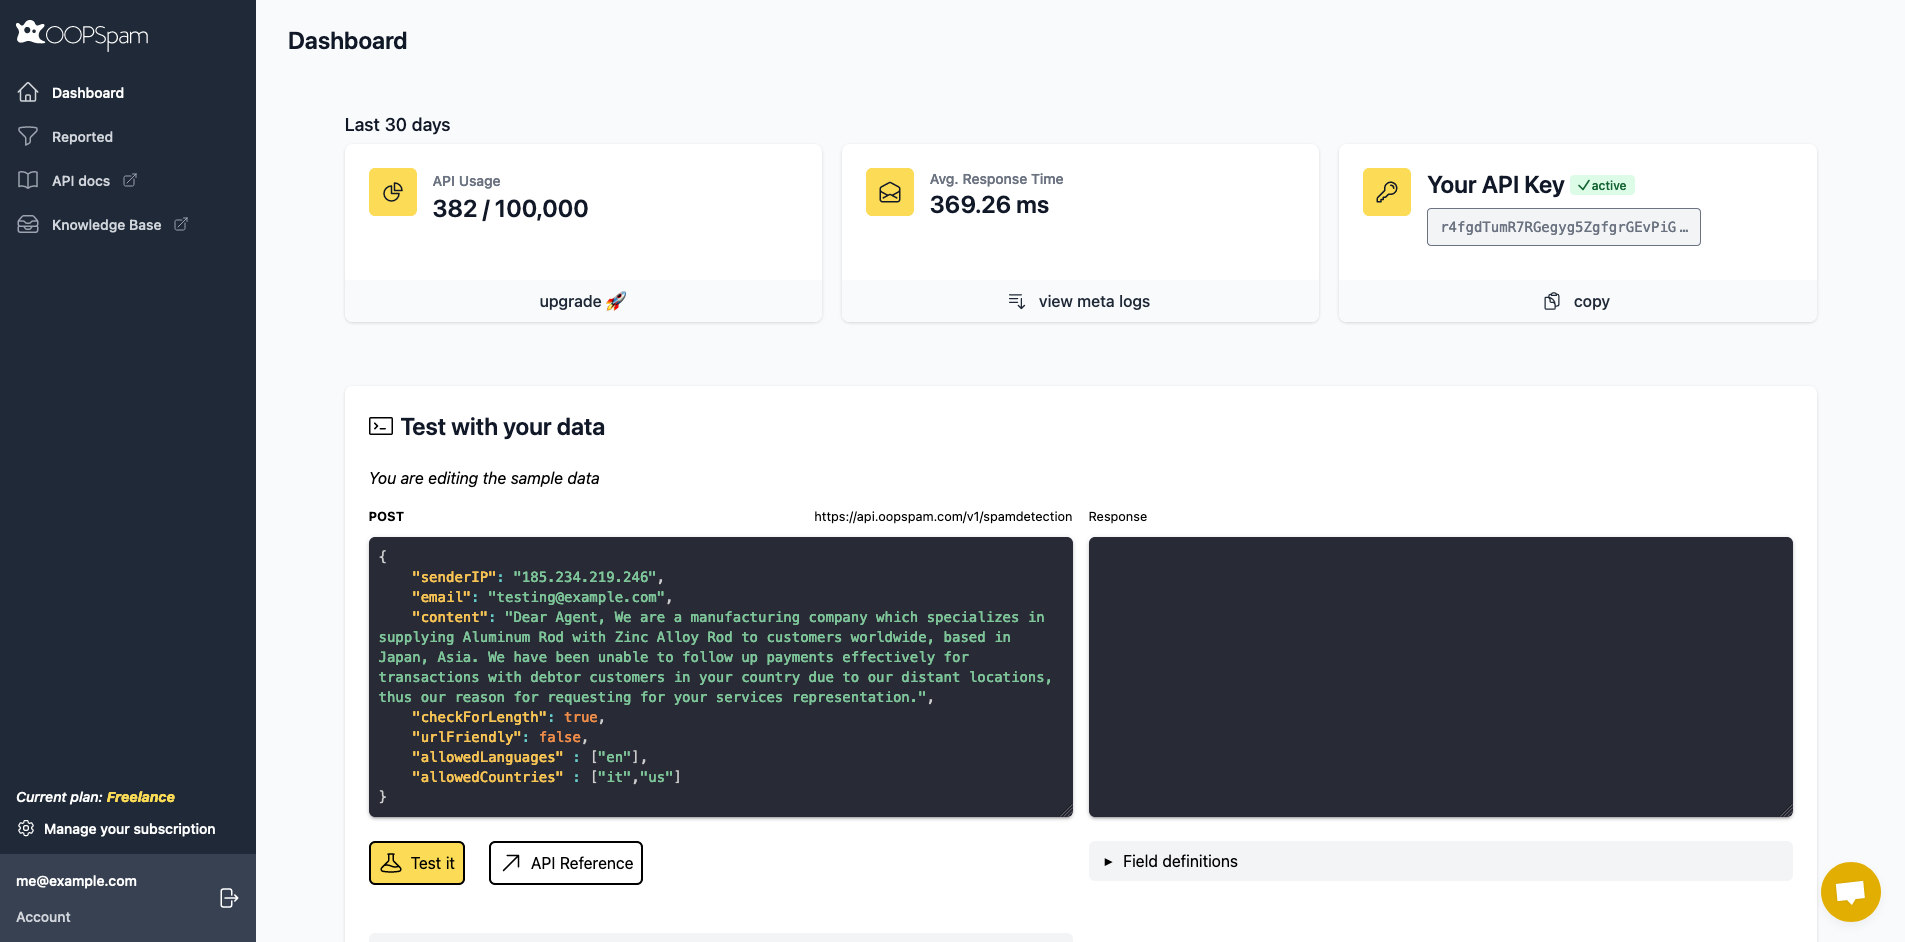 OOPSpam
Dashboard
Reported
API docs
Knowledge Base
Current plan: Freelance
Manage your subscription
me@example.com
Account
Dashboard
Last 30 days
API Usage
382 / 100,000
upgrade 🚀
Avg. Response Time
369.26 ms
view meta logs
Your API Key ✓active
r4fgdTumR7RGegyg5ZgfgrGEvPiG…
copy
Test with your data
You are editing the sample data
POST https://api.oopspam.com/v1/spamdetection
{
"senderIP": "185.234.219.246",
"email": "testing@example.com",
"content": "Dear Agent, We are a manufacturing company which specializes in
supplying Aluminum Rod with Zinc Alloy Rod to customers worldwide, based in
Japan, Asia. We have been unable to follow up payments effectively for
transactions with debtor customers in your country due to our distant locations,
thus our reason for requesting for your services representation.",
"checkForLength": true,
"urlFriendly": false,
"allowedLanguages" : ["en"],
"allowedCountries" : ["it","us"]
}
Test it
API Reference
Response
Field definitions